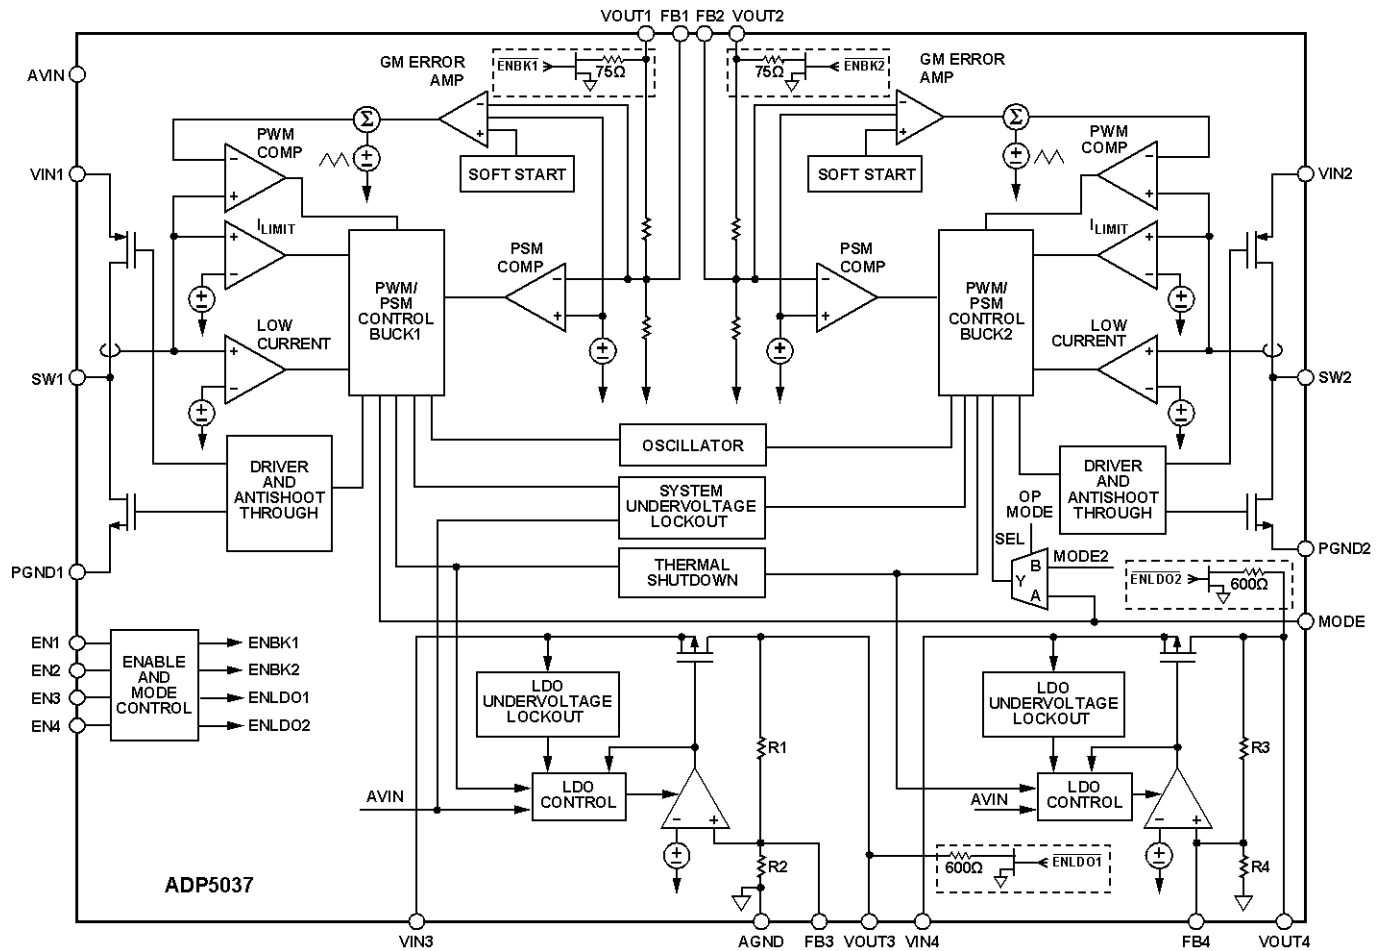 VOUT1 FB1 FB2 VOUT2
AVIN
GM ERROR
AMP
ENBK1
75Ω
75Ω
ENBK2
GM ERROR
AMP
PWM
COMP
Σ
SOFT START
SOFT START
Σ
PWM
COMP
VIN1
VIN2
ILIMIT
PWM/
PSM
CONTROL
BUCK1
PSM
COMP
PSM
COMP
PWM/
PSM
CONTROL
BUCK2
ILIMIT
LOW
CURRENT
LOW
CURRENT
SW1
SW2
DRIVER
AND
ANTISHOOT
THROUGH
OSCILLATOR
SYSTEM
UNDERVOLTAGE
LOCKOUT
THERMAL
SHUTDOWN
DRIVER
AND
ANTISHOOT
THROUGH
OP
MODE
SEL
B
Y
A
MODE2
ENLDO2
600Ω
PGND1
PGND2
MODE
EN1
EN2
EN3
EN4
ENABLE
AND
MODE
CONTROL
ENBK1
ENBK2
ENLDO1
ENLDO2
LDO
UNDERVOLTAGE
LOCKOUT
R1
LDO
CONTROL
AVIN
R2
LDO
UNDERVOLTAGE
LOCKOUT
R3
LDO
CONTROL
AVIN
R4
600Ω
ENLDO1
ADP5037
VIN3 AGND FB3 VOUT3 VIN4 FB4 VOUT4